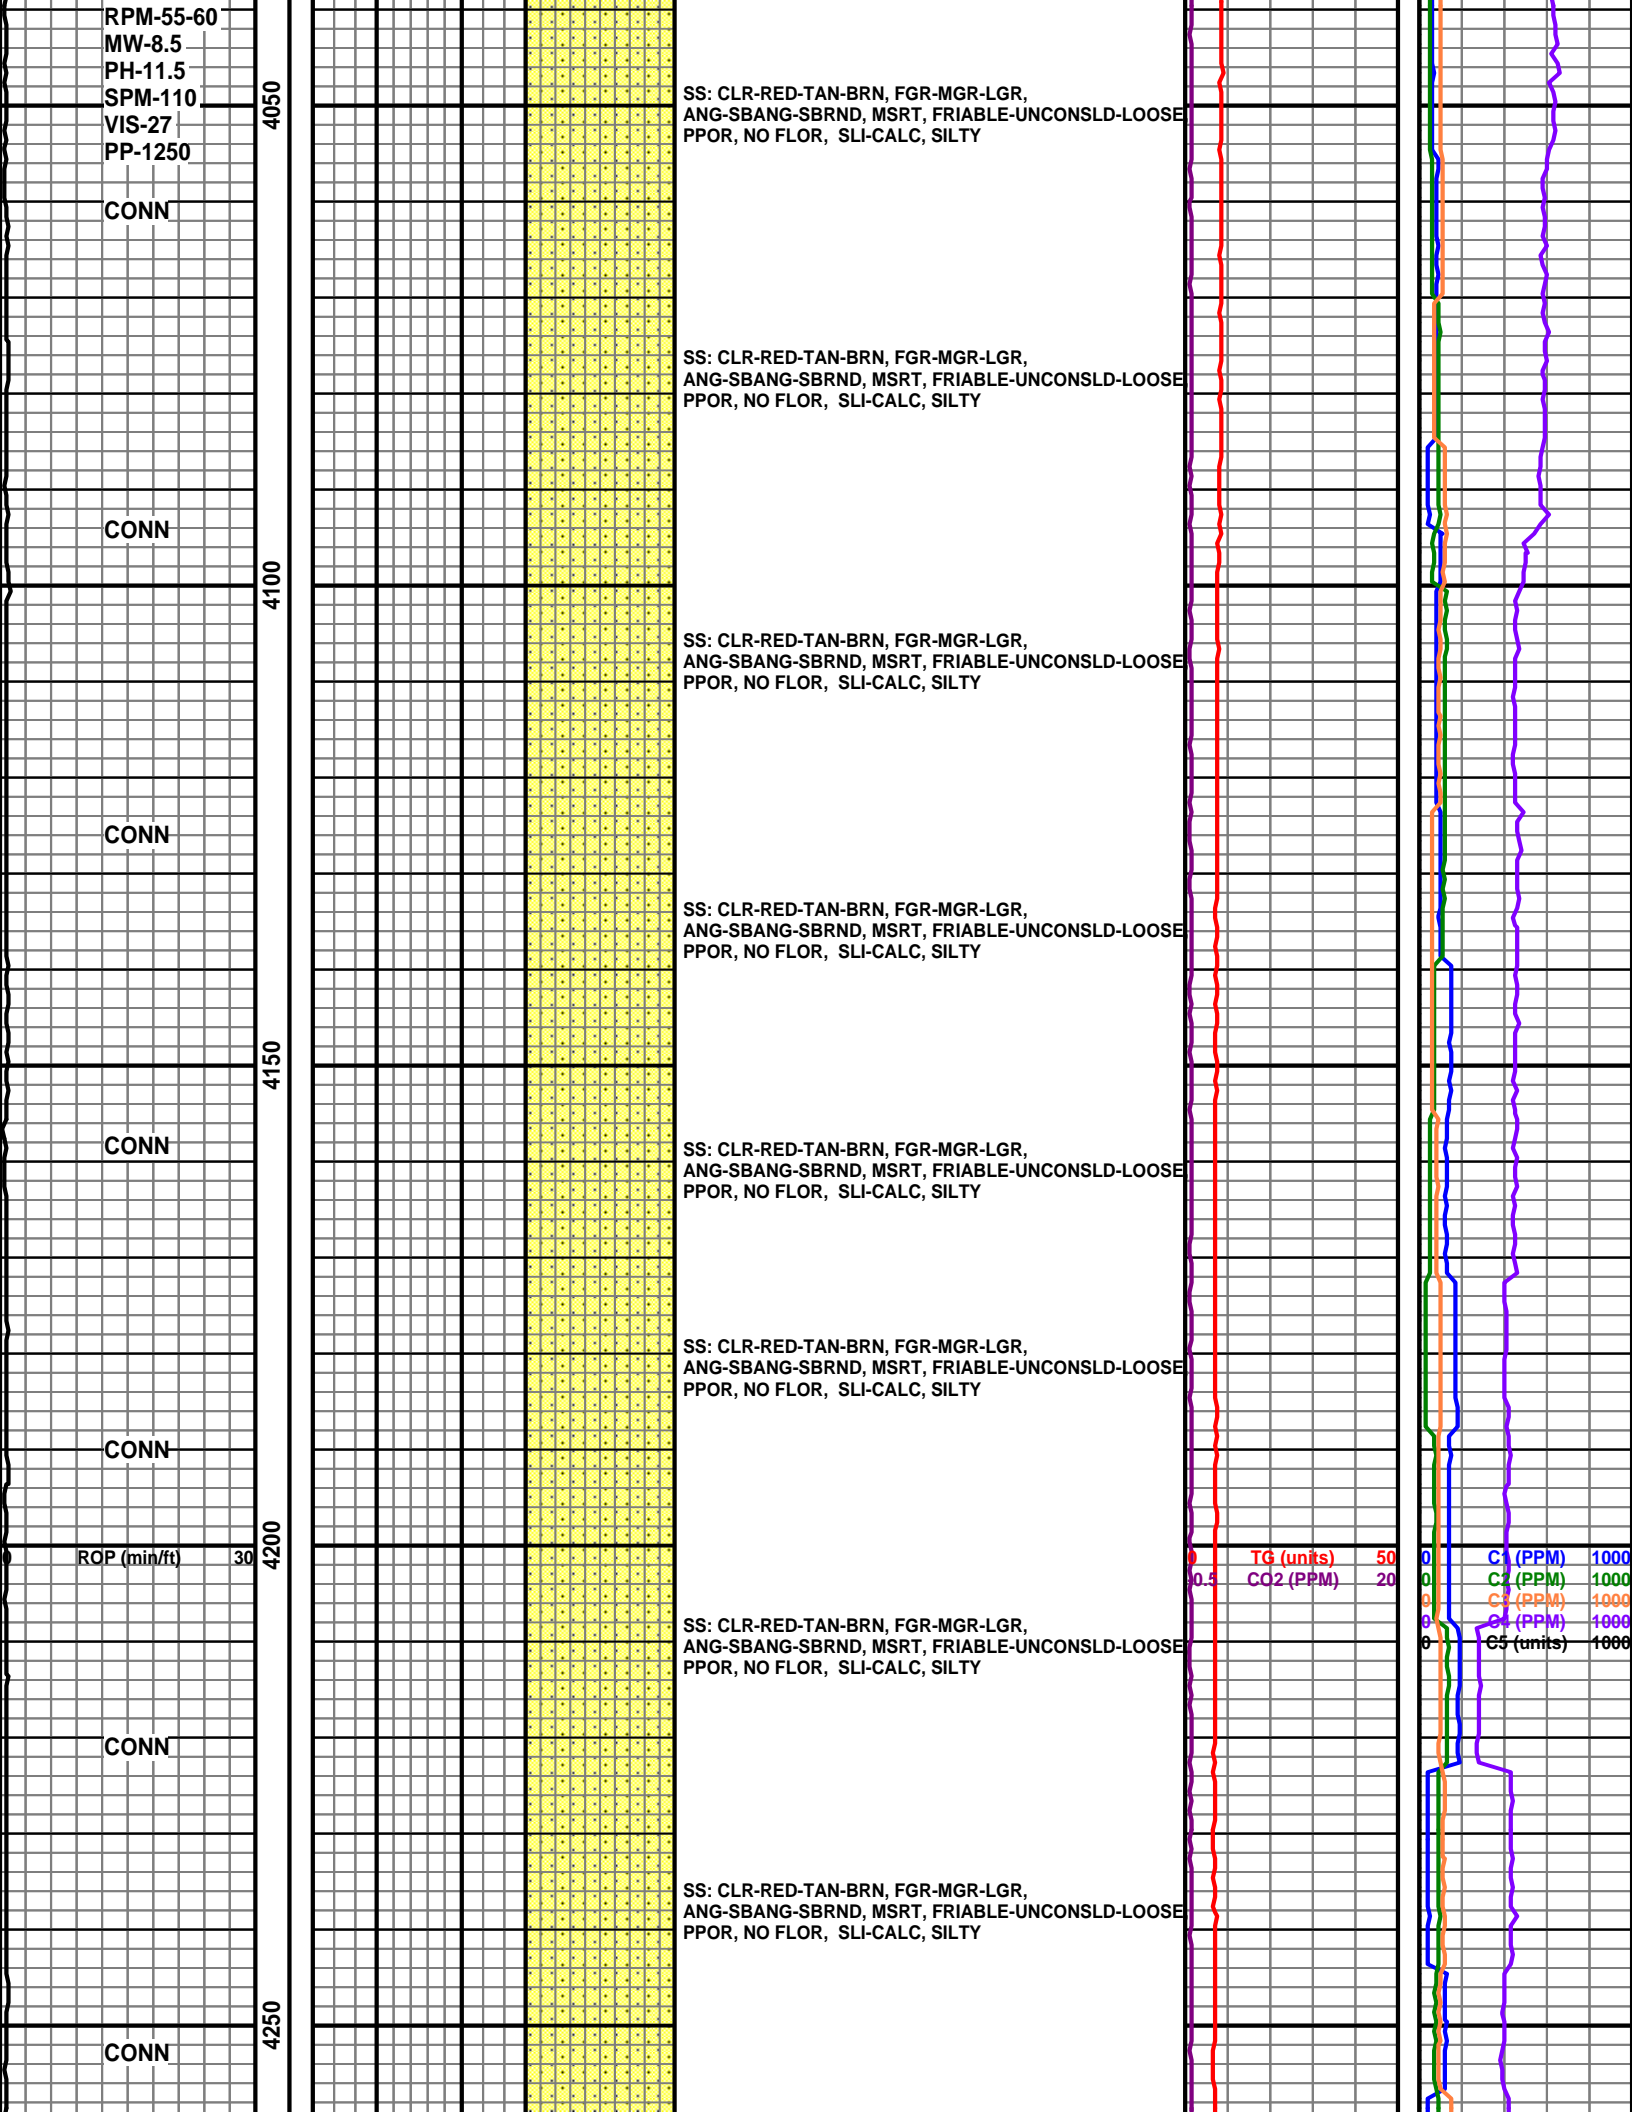 RPM-55-60
MW-8.5
PH-11.5
SPM-110
VIS-27
PP-1250
4050
SS: CLR-RED-TAN-BRN, FGR-MGR-LGR,
ANG-SBANG-SBRND, MSRT, FRIABLE-UNCONSLD-LOOSE
PPOR, NO FLOR, SLI-CALC, SILTY
CONN
SS: CLR-RED-TAN-BRN, FGR-MGR-LGR,
ANG-SBANG-SBRND, MSRT, FRIABLE-UNCONSLD-LOOSE
PPOR, NO FLOR, SLI-CALC, SILTY
CONN
4100
SS: CLR-RED-TAN-BRN, FGR-MGR-LGR,
ANG-SBANG-SBRND, MSRT, FRIABLE-UNCONSLD-LOOSE
PPOR, NO FLOR, SLI-CALC, SILTY
CONN
SS: CLR-RED-TAN-BRN, FGR-MGR-LGR,
ANG-SBANG-SBRND, MSRT, FRIABLE-UNCONSLD-LOOSE
PPOR, NO FLOR, SLI-CALC, SILTY
4150
CONN
SS: CLR-RED-TAN-BRN, FGR-MGR-LGR,
ANG-SBANG-SBRND, MSRT, FRIABLE-UNCONSLD-LOOSE
PPOR, NO FLOR, SLI-CALC, SILTY
SS: CLR-RED-TAN-BRN, FGR-MGR-LGR,
ANG-SBANG-SBRND, MSRT, FRIABLE-UNCONSLD-LOOSE
PPOR, NO FLOR, SLI-CALC, SILTY
CONN
4200
0 ROP (min/ft) 30
0 TG (units) 50
0.5 CO2 (PPM) 20
0 C1 (PPM) 1000
0 C2 (PPM) 1000
0 C3 (PPM) 1000
0 C4 (PPM) 1000
0 C5 (units) 1000
SS: CLR-RED-TAN-BRN, FGR-MGR-LGR,
ANG-SBANG-SBRND, MSRT, FRIABLE-UNCONSLD-LOOSE
PPOR, NO FLOR, SLI-CALC, SILTY
CONN
SS: CLR-RED-TAN-BRN, FGR-MGR-LGR,
ANG-SBANG-SBRND, MSRT, FRIABLE-UNCONSLD-LOOSE
PPOR, NO FLOR, SLI-CALC, SILTY
4250
CONN